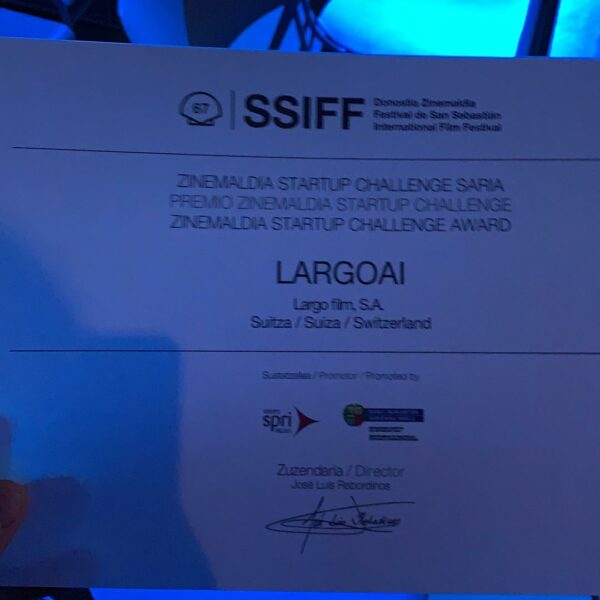 67
SSIFF
Donostia Zinemaldia
Festival de San Sebastián
International Film Festival
ZINEMALDIA STARTUP CHALLENGE SARIA
PREMIO ZINEMALDIA STARTUP CHALLENGE
ZINEMALDIA STARTUP CHALLENGE AWARD
LARGOAI
Largo film, S.A.
Suitza / Suiza / Switzerland
Sustatzailea / Promotor / Promoted by
spri
Zuzendaria / Director
José Luis Rebordinos